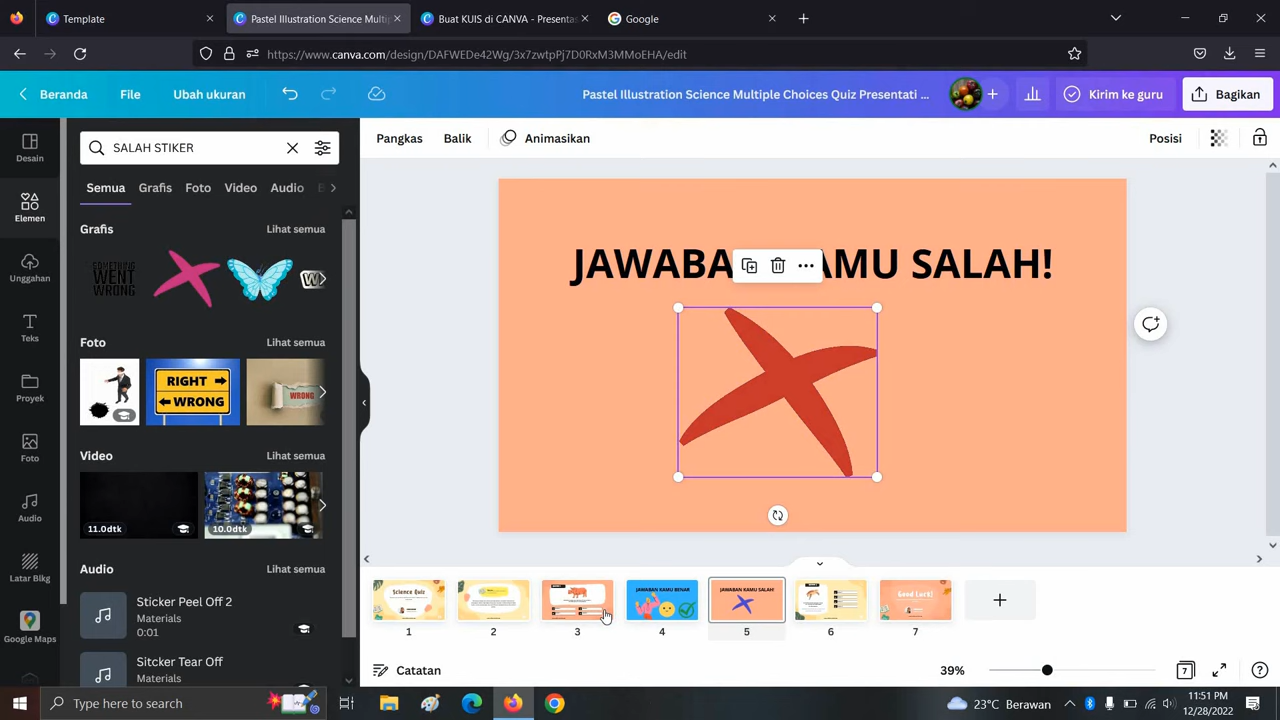 Template
Pastel Illustration Science Multip
Buat KUIS di CANVA - Presentas
Google
https://www.canva.com/design/DAFWEDe42Wg/3x7zwtpPj7D0RxM3MMoEHA/edit
Beranda
File
Ubah ukuran
Pastel Illustration Science Multiple Choices Quiz Presentati ...
Kirim ke guru
Bagikan
Desain
Elemen
Unggahan
Teks
Proyek
Foto
Audio
Latar Blkg
Google Maps
SALAH STIKER
Semua
Grafis
Foto
Video
Audio
Grafis
Lihat semua
SOMETHING
WENT
WRONG
W
Foto
Lihat semua
RIGHT
WRONG
WRONG
Video
Lihat semua
11.0dtk
10.0dtk
Audio
Lihat semua
Sticker Peel Off 2
Materials
0:01
Sitcker Tear Off
Materials
Pangkas
Balik
Animasikan
Posisi
JAWABA
AMU SALAH!
Science Quiz
JAWABAN KAMU BENAR
JAWABAN KAMU SALAH!
Good Luck!
1
2
3
4
5
6
7
Catatan
39%
7
Type here to search
23°C Berawan
11:51 PM
12/28/2022